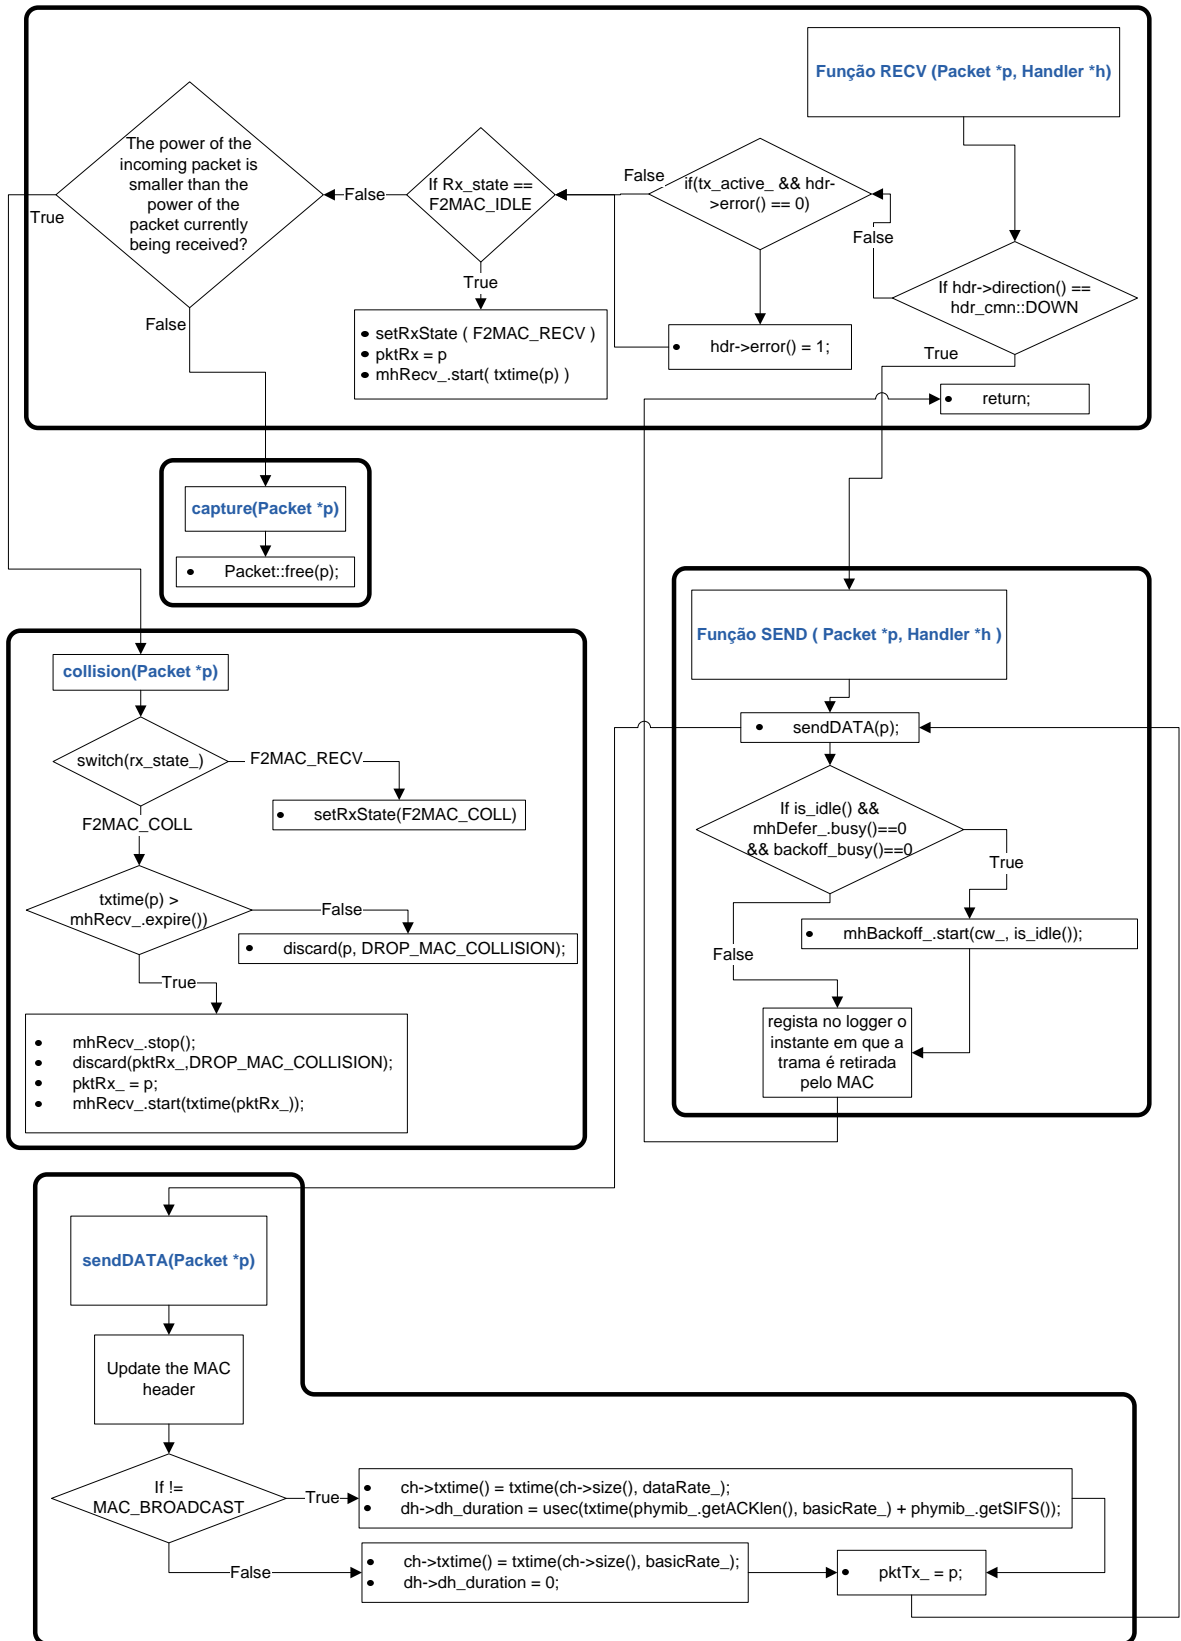 Função RECV (Packet *p, Handler *h)
The power of the
incoming packet is
smaller than the
power of the
packet currently
being received?
True
False
False
If Rx_state ==
F2MAC_IDLE
True
• setRxState ( F2MAC_RECV )
• pktRx = p
• mhRecv_.start( txtime(p) )
False
if(tx_active_ && hdr-
>error() == 0)
• hdr->error() = 1;
False
If hdr->direction() ==
hdr_cmn::DOWN
True
• return;
capture(Packet *p)
• Packet::free(p);
Função SEND ( Packet *p, Handler *h )
• sendDATA(p);
If is_idle() &&
mhDefer_.busy()==0
&& backoff_busy()==0
True
• mhBackoff_.start(cw_, is_idle());
False
regista no logger o
instante em que a
trama é retirada
pelo MAC
collision(Packet *p)
switch(rx_state_)
F2MAC_RECV
• setRxState(F2MAC_COLL)
F2MAC_COLL
txtime(p) >
mhRecv_.expire())
False
• discard(p, DROP_MAC_COLLISION);
True
• mhRecv_.stop();
• discard(pktRx_,DROP_MAC_COLLISION);
• pktRx_ = p;
• mhRecv_.start(txtime(pktRx_));
sendDATA(Packet *p)
Update the MAC
header
If !=
MAC_BROADCAST
True
• ch->txtime() = txtime(ch->size(), dataRate_);
• dh->dh_duration = usec(txtime(phymib_.getACKlen(), basicRate_) + phymib_.getSIFS());
False
• ch->txtime() = txtime(ch->size(), basicRate_);
• dh->dh_duration = 0;
• pktTx_ = p;